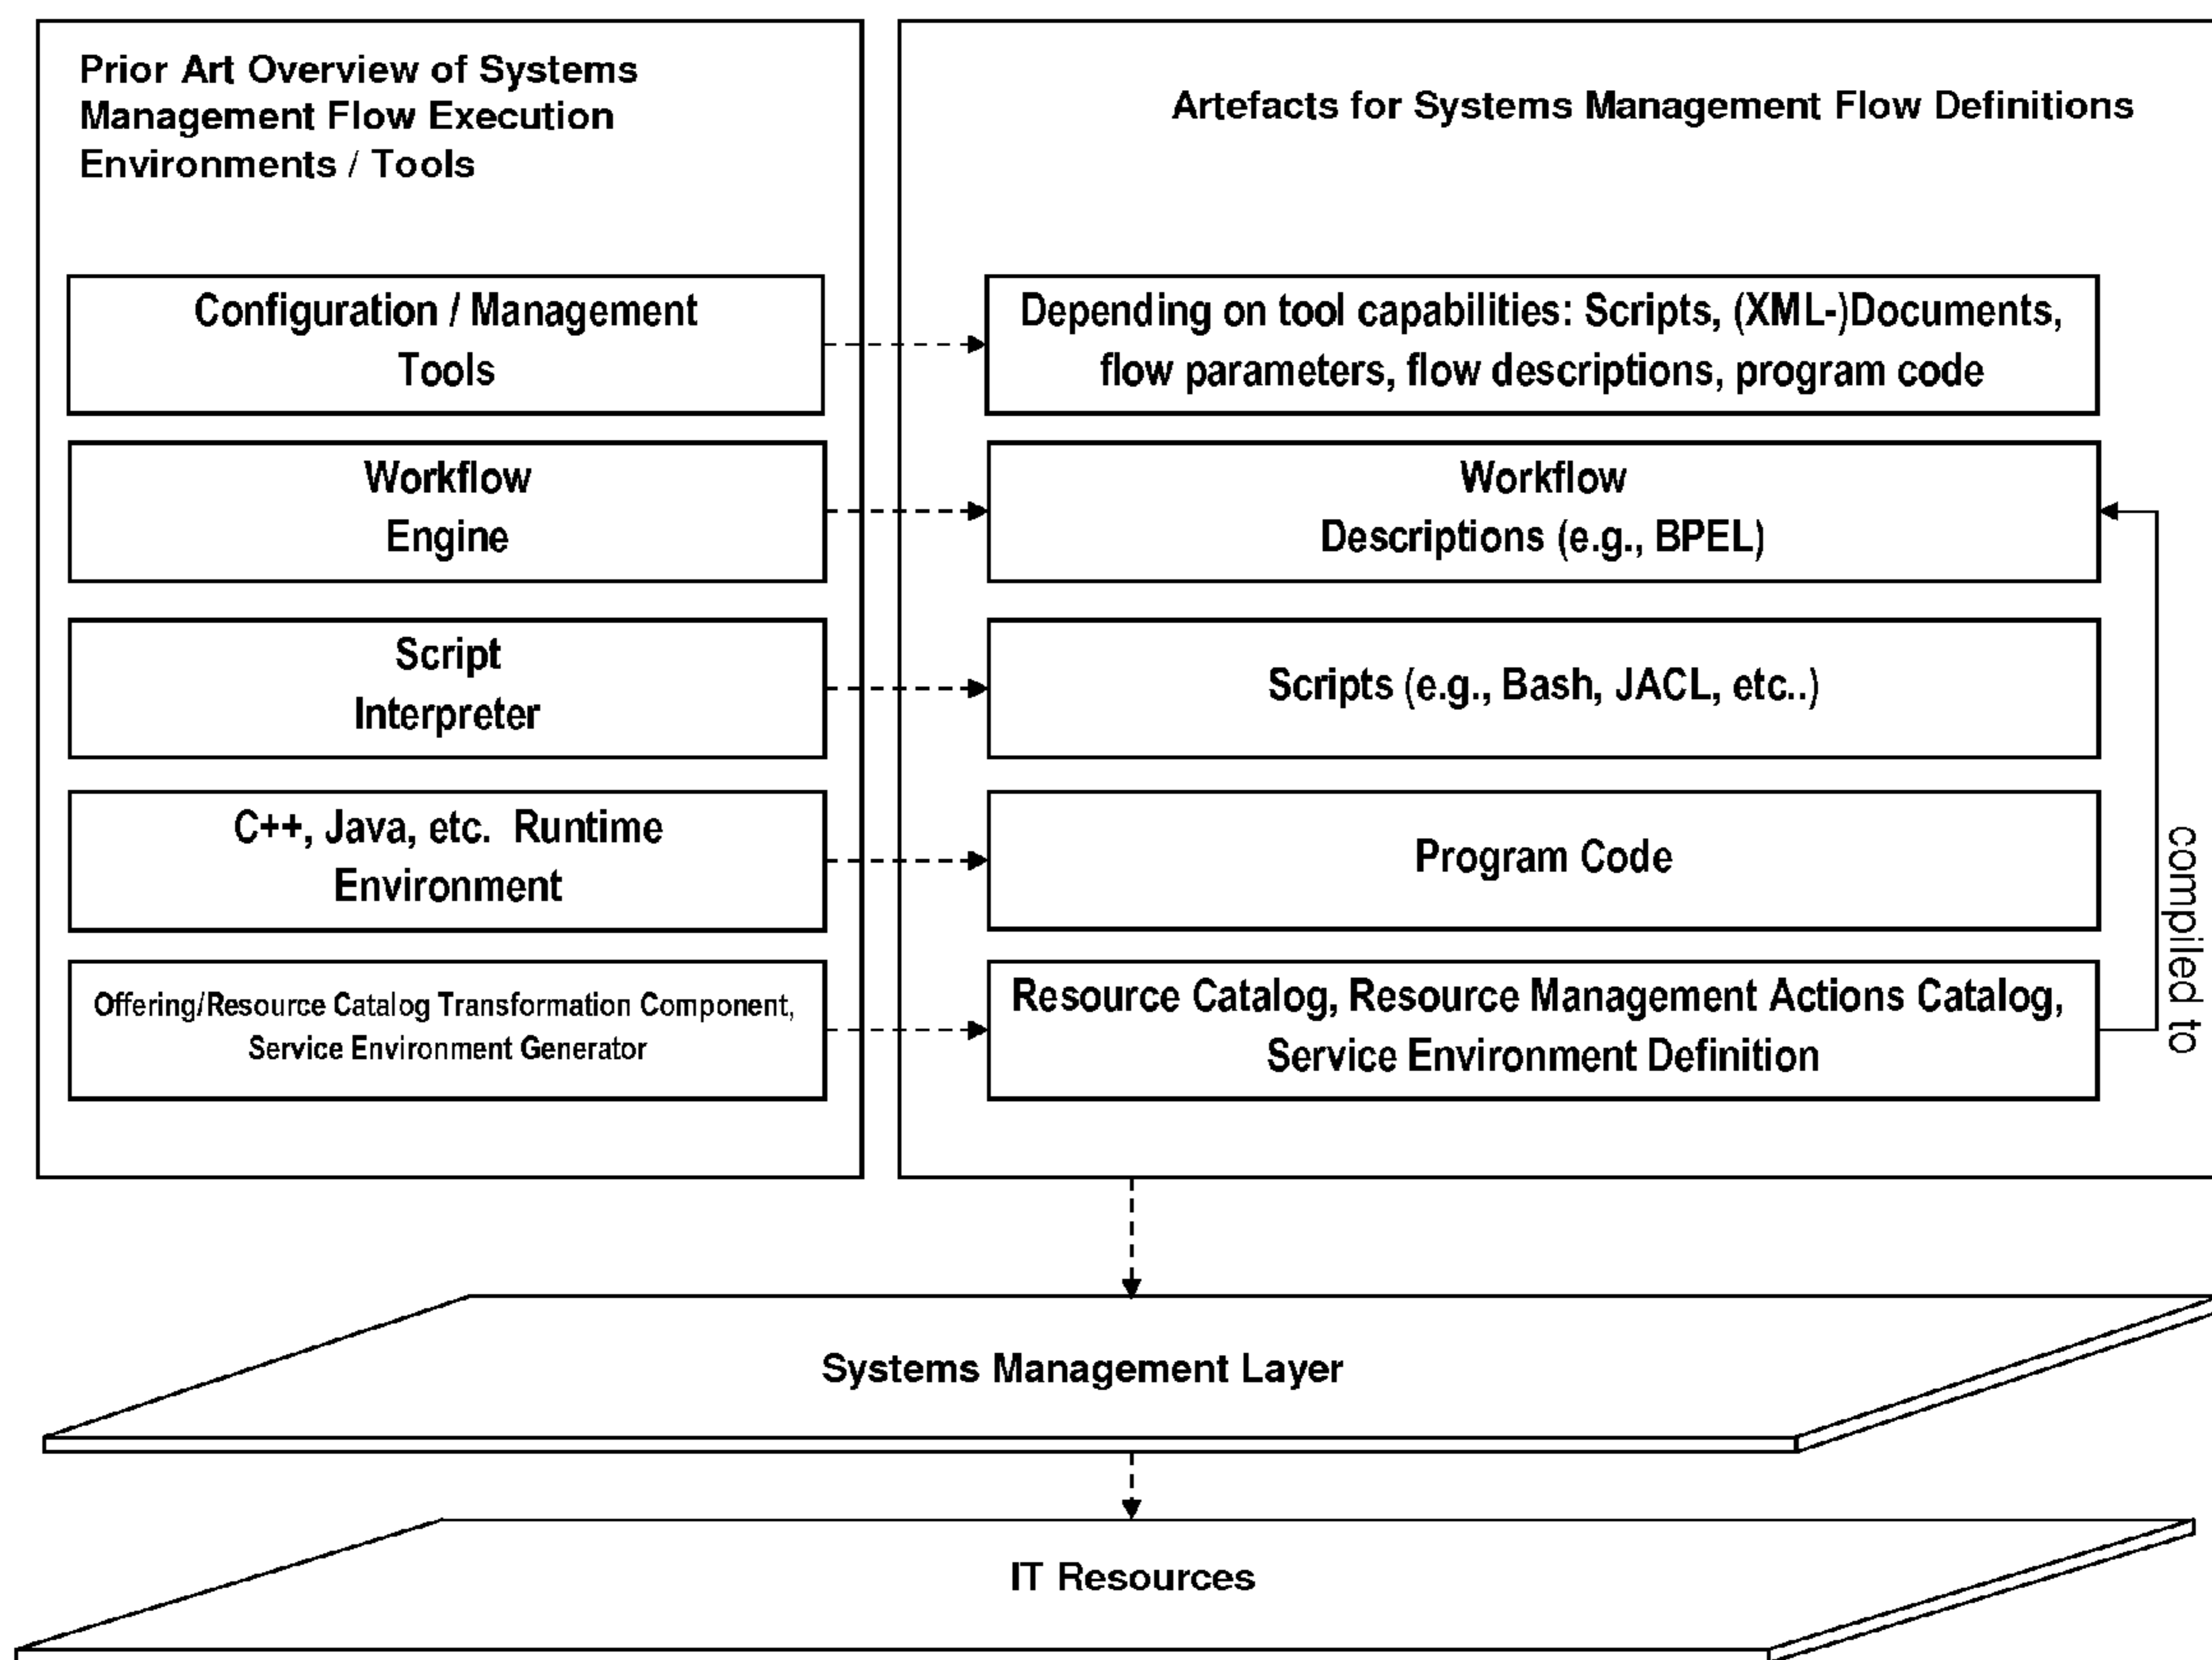 Prior Art Overview of Systems
Management Flow Execution
Environments / Tools
Artefacts for Systems Management Flow Definitions
Configuration / Management
Tools
Depending on tool capabilities: Scripts, (XML-)Documents,
flow parameters, flow descriptions, program code
Workflow
Engine
Workflow
Descriptions (e.g., BPEL)
Script
Interpreter
Scripts (e.g., Bash, JACL, etc..)
C++, Java, etc. Runtime
Environment
Program Code
Offering/Resource Catalog Transformation Component,
Service Environment Generator
Resource Catalog, Resource Management Actions Catalog,
Service Environment Definition
compiled to
Systems Management Layer
IT Resources